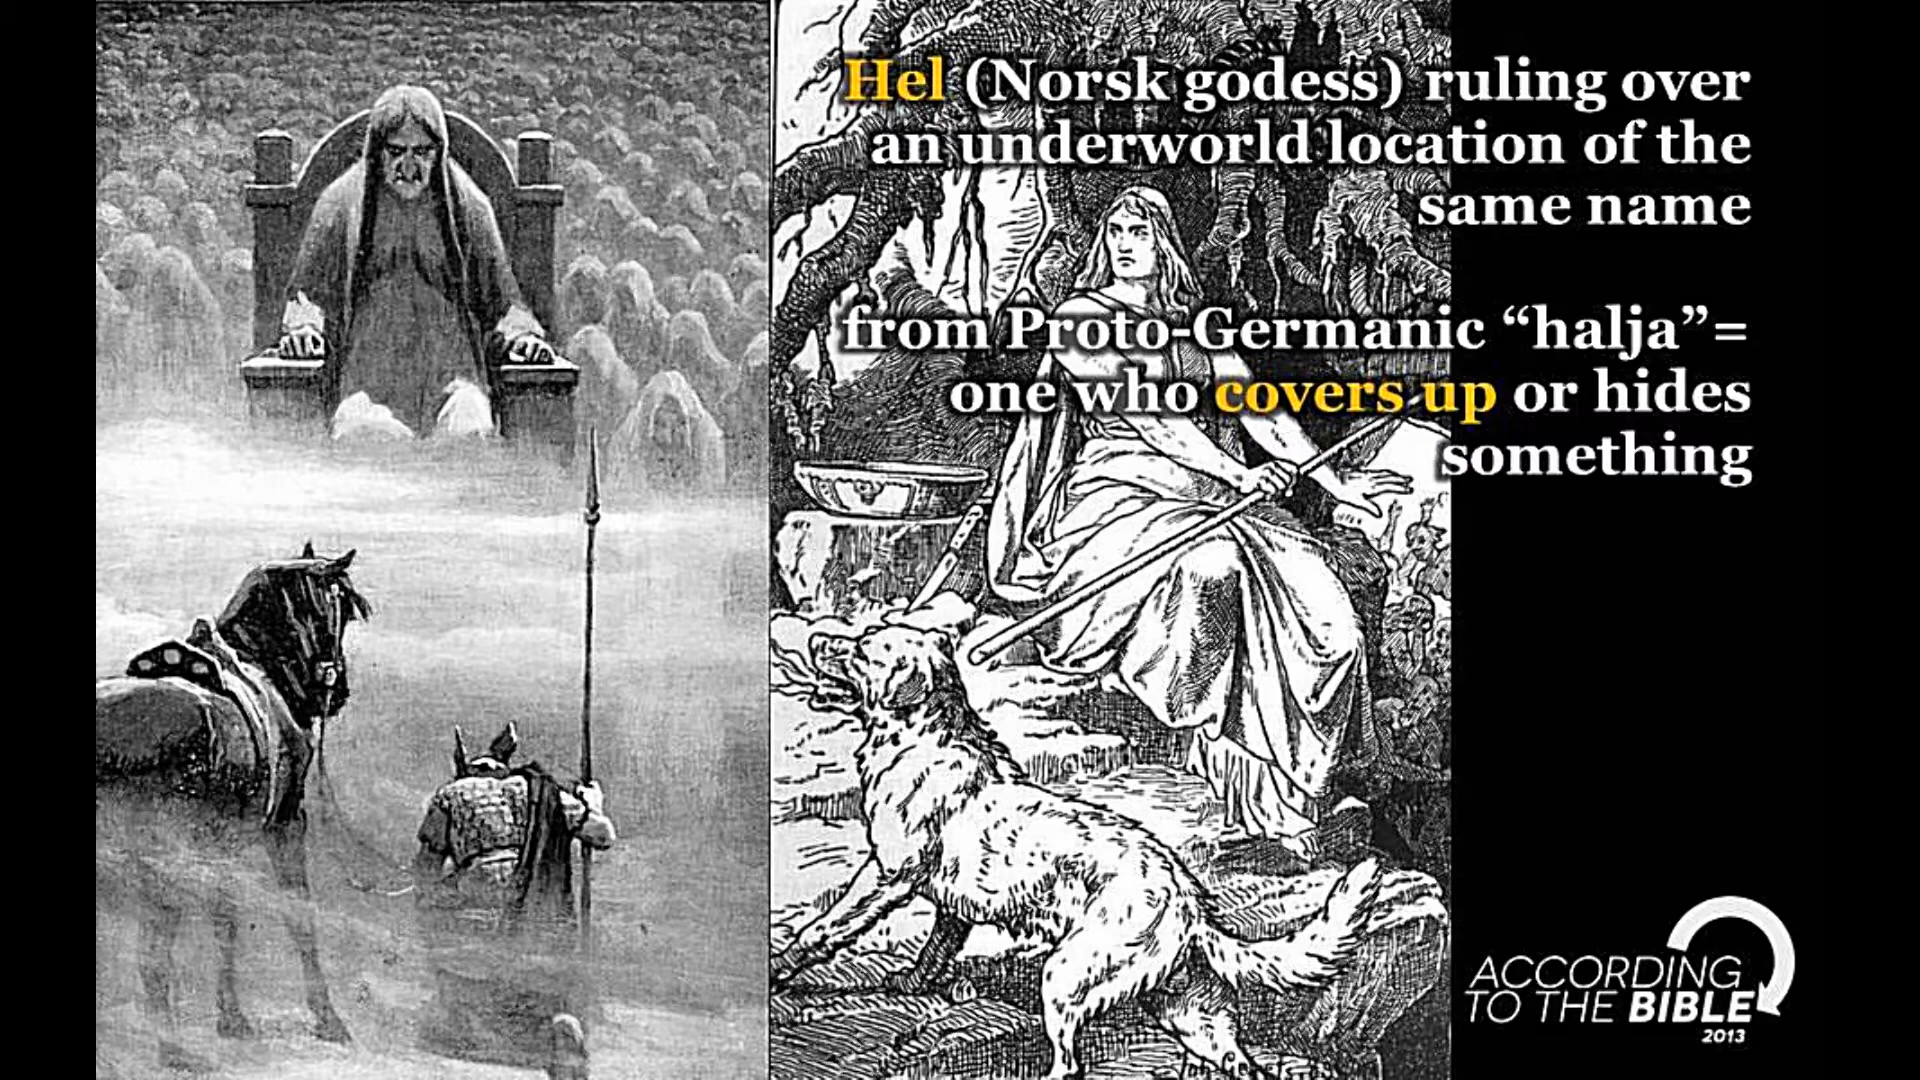 Hel (Norsk godess) ruling over
an underworld location of the
same name
from Proto-Germanic “halja”=
one who covers up or hides
something
ACCORDING
TO THE BIBLE
2013